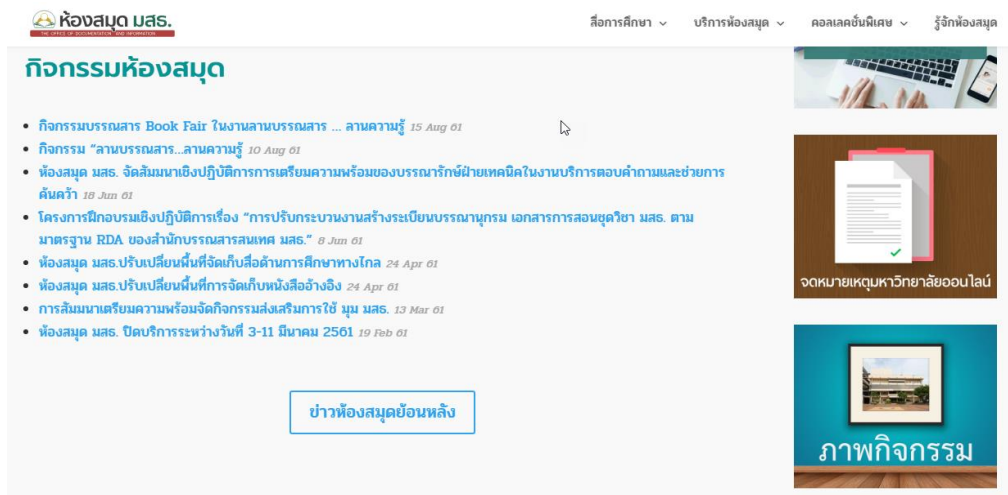 ห้องสมุด มสธ.
THE OFFICE OF DOCUMENTATION AND INFORMATION
สื่อการศึกษา
บริการห้องสมุด
คอลเลคชั่นพิเศษ
รู้จักห้องสมุด
กิจกรรมห้องสมุด
กิจกรรมบรรณสาร Book Fair ในงานลานบรรณสาร ... ลานความรู้ 15 Aug 61
กิจกรรม “ลานบรรณสาร...ลานความรู้ 10 Aug 61
ห้องสมุด มสธ. จัดสัมมนาเชิงปฏิบัติการการเตรียมความพร้อมของบรรณารักษ์ฝ่ายเทคนิคในงานบริการตอบคำถามและช่วยการ
ค้นคว้า 18 Jun 61
โครงการฝึกอบรมเชิงปฏิบัติการเรื่อง “การปรับกระบวนงานสร้างระเบียนบรรณานุกรม เอกสารการสอนชุดวิชา มสธ. ตาม
มาตรฐาน RDA ของสำนักบรรณสารสนเทศ มสธ.” 8 Jun 61
ห้องสมุด มสธ.ปรับเปลี่ยนพื้นที่จัดเก็บสื่อด้านการศึกษาทางไกล 24 Apr 61
ห้องสมุด มสธ.ปรับเปลี่ยนพื้นที่การจัดเก็บหนังสืออ้างอิง 24 Apr 61
การสัมมนาเตรียมความพร้อมจัดกิจกรรมส่งเสริมการใช้ มุม มสธ. 13 Mar 61
ห้องสมุด มสธ. ปิดบริการระหว่างวันที่ 3-11 มีนาคม 2561 19 Feb 61
ข่าวห้องสมุดย้อนหลัง
จดหมายเหตุมหาวิทยาลัยออนไลน์
ภาพกิจกรรม